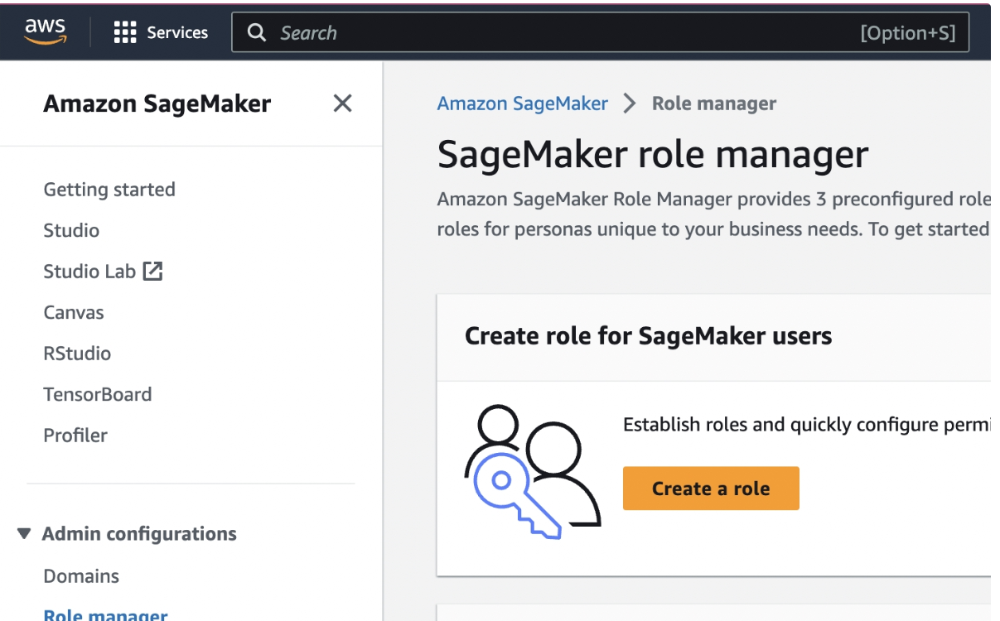 aws
Services
Search
[Option+S]
Amazon SageMaker
Getting started
Studio
Studio Lab
Canvas
RStudio
TensorBoard
Profiler
Admin configurations
Domains
Role manager
Amazon SageMaker > Role manager
SageMaker role manager
Amazon SageMaker Role Manager provides 3 preconfigured role
roles for personas unique to your business needs. To get started
Create role for SageMaker users
Establish roles and quickly configure permi
Create a role